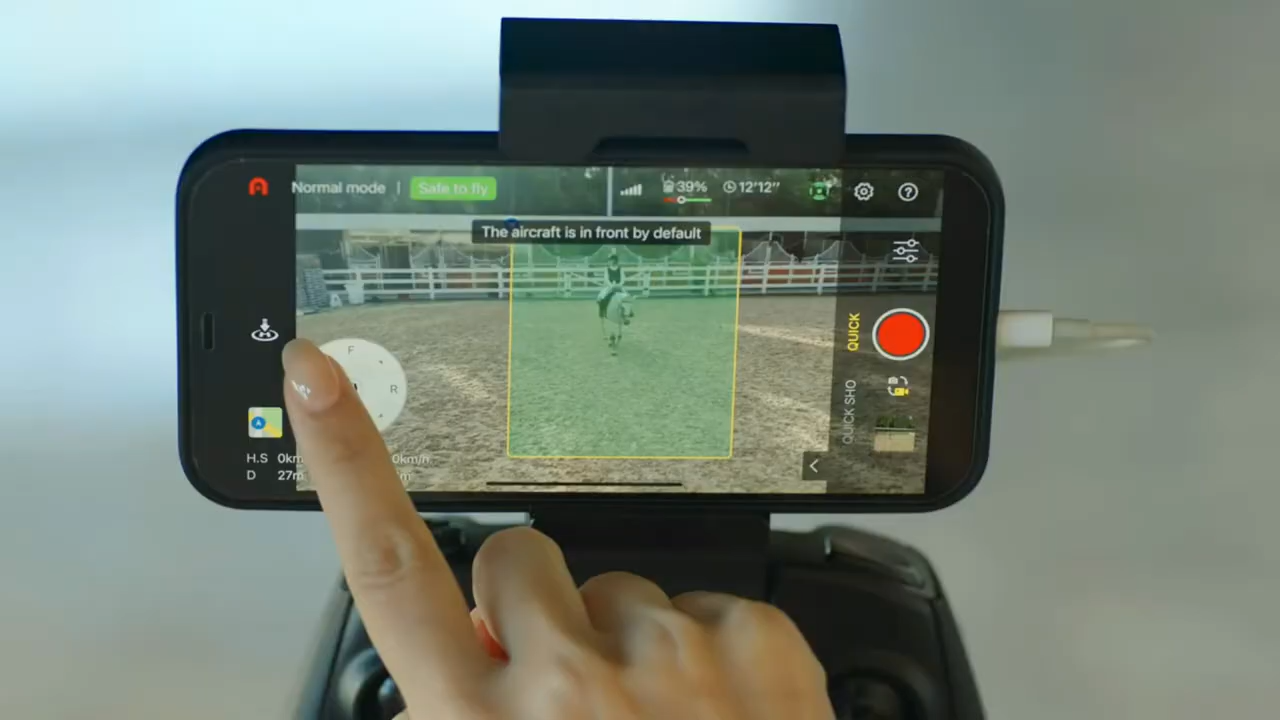 Normal mode | Safe to fly 39% 12'12"
The aircraft is in front by default
F
R
QUICK
QUICK SHO
A
H.S 0km km/h
D 27m m